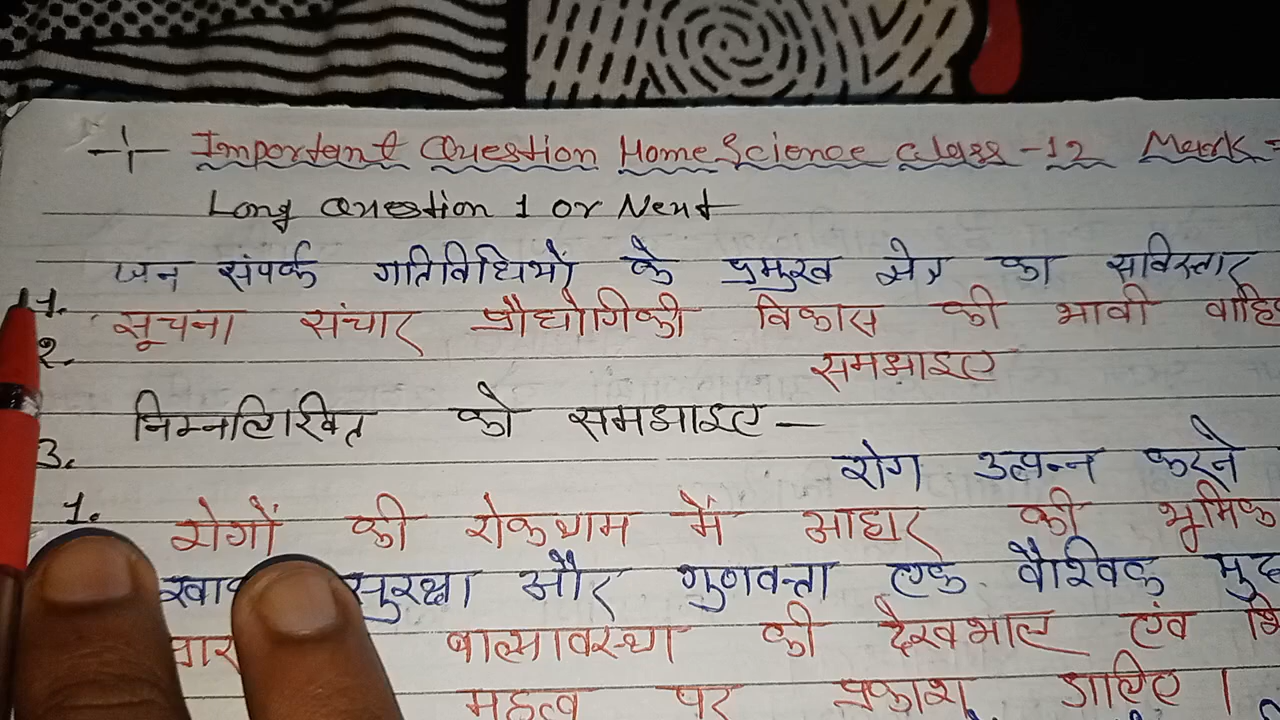 Important Question Home Science class -12 Mark =
Long Question 1 or Next
जन संपर्क गतिविधियों के प्रमुख क्षेत्र का सविस्तार
1. सूचना संचार प्रौद्योगिकी विकास की भावी
2. समझाइए
निम्नलिखित को समझाइए –
3. रोग उत्पन्न करने
1. रोगों की रोकथाम में आहार की
सुरक्षा और गुणवत्ता एक वैश्विक
बाल्यावस्था की देखभाल एवं
महत्व पर प्रकाश डालिए ।